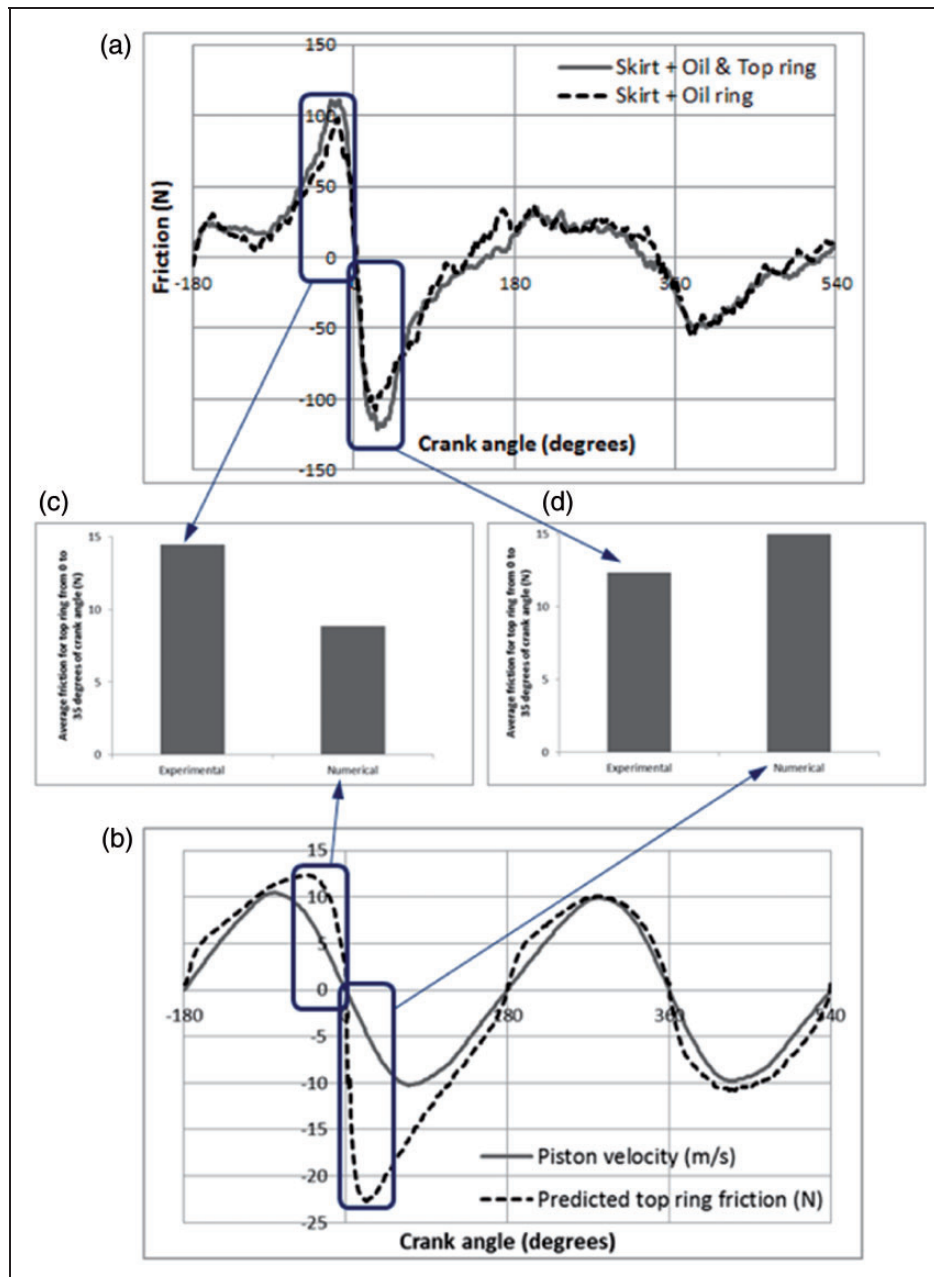 (a)
150
100
50
0
-50
-100
-150
Friction (N)
Skirt + Oil & Top ring
Skirt + Oil ring
-180
0
180
360
540
Crank angle (degrees)
(c)
15
10
5
0
Average friction for top ring from 0 to
35 degrees of crank angle (N)
Experimental
Numerical
(d)
15
10
5
0
Average friction for top ring from 0 to
35 degrees of crank angle (N)
Experimental
Numerical
(b)
15
10
5
0
-5
-10
-15
-20
-25
-180
0
180
360
540
Piston velocity (m/s)
Predicted top ring friction (N)
Crank angle (degrees)